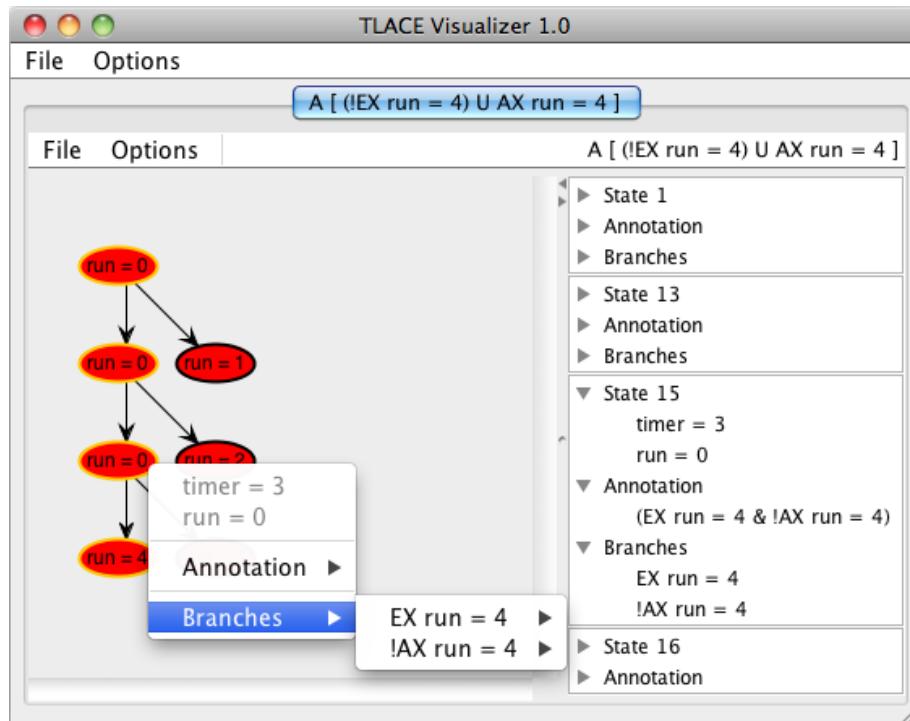 TLACE Visualizer 1.0
File Options
A [ (!EX run = 4) U AX run = 4 ]
File Options
A [ (!EX run = 4) U AX run = 4 ]
run = 0
run = 0
run = 1
run = 0
run = 2
run = 4
timer = 3
run = 0
Annotation
Branches
EX run = 4
!AX run = 4
State 1
Annotation
Branches
State 13
Annotation
Branches
State 15
timer = 3
run = 0
Annotation
(EX run = 4 & !AX run = 4)
Branches
EX run = 4
!AX run = 4
State 16
Annotation